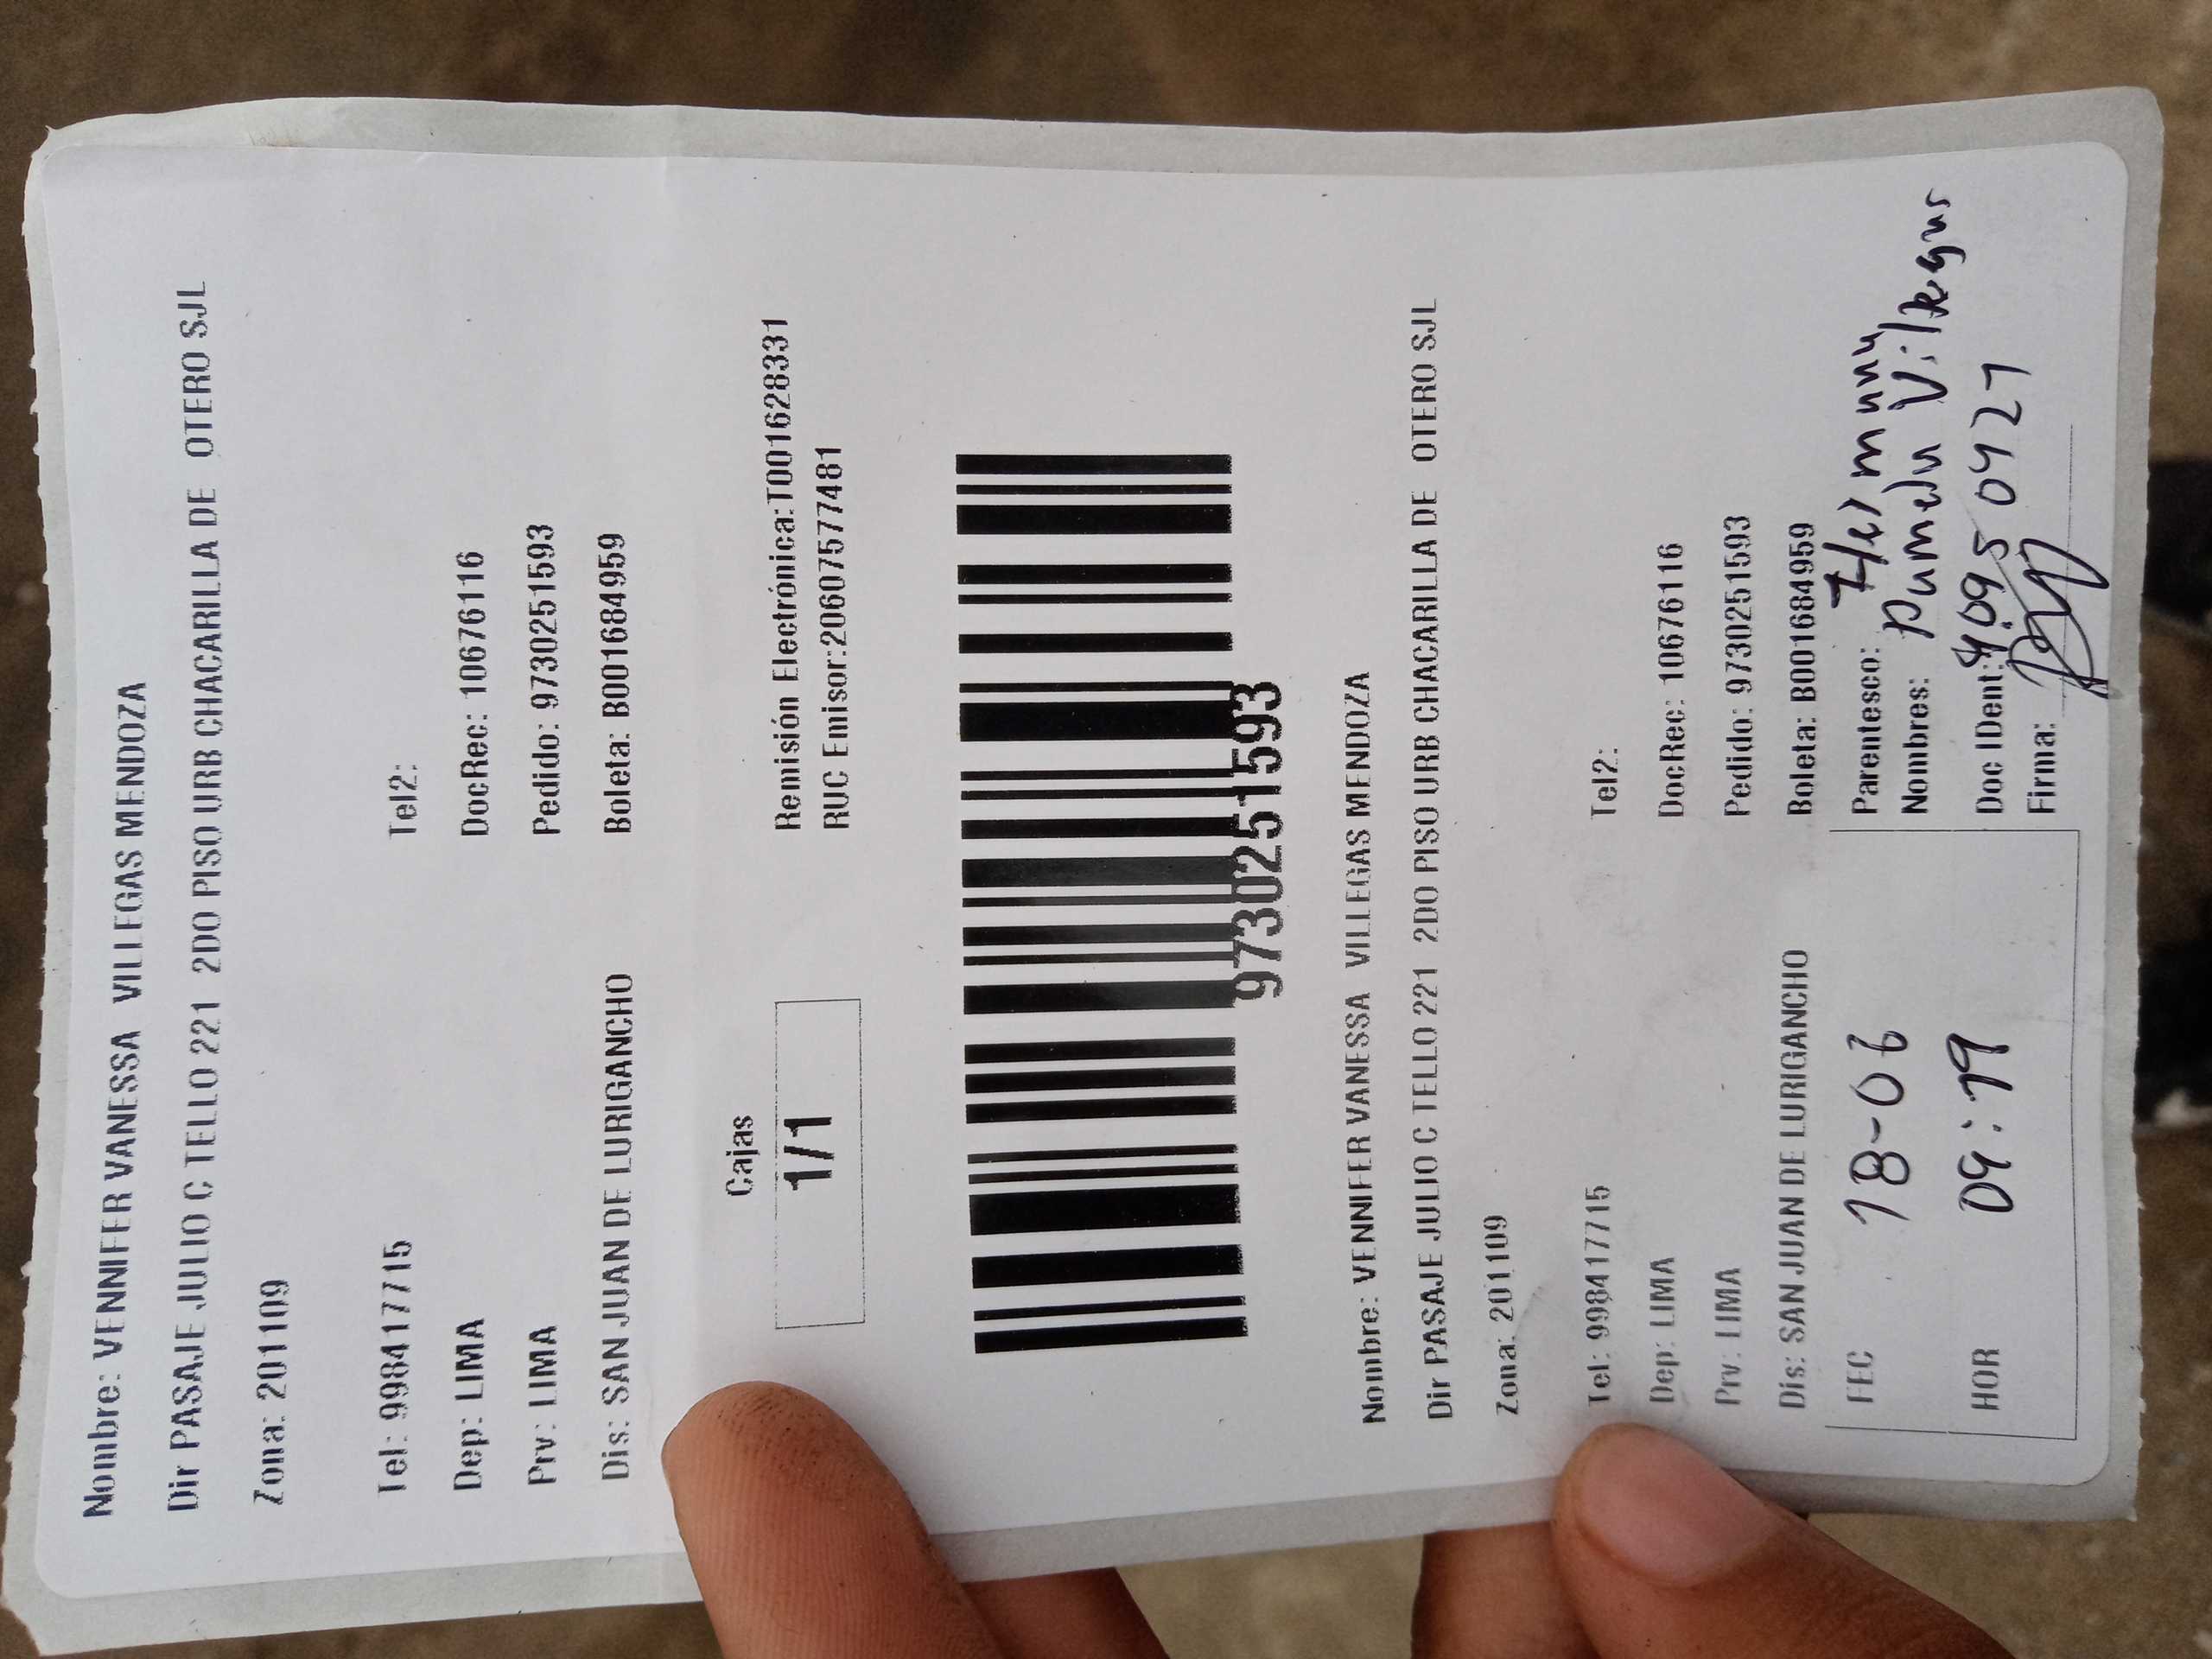 Nombre: VENNIFER VANESSA VILLEGAS MENDOZA
Dir PASAJE JULIO C TELLO 221 2DO PISO URB CHACARILLA DE OTERO SJL
Zona: 201109
Tel: 998417715 Tel2:
Dep: LIMA DocRec: 10676116
Prv: LIMA Pedido: 9730251593
Dis: SAN JUAN DE LURIGANCHO Boleta: B001684959
Cajas
1/1
Remisión Electrónica:T001628331
RUC Emisor:20607577481
9730251593
Nombre: VENNIFER VANESSA VILLEGAS MENDOZA
Dir PASAJE JULIO C TELLO 221 2DO PISO URB CHACARILLA DE OTERO SJL
Zona: 201109
Tel: 998417715 Tel2:
Dep: LIMA DocRec: 10676116
Prv: LIMA Pedido: 9730251593
Dis: SAN JUAN DE LURIGANCHO Boleta: B001684959
FEC 18-06
HOR 09:19
Parentesco: Hermana
Nombres: Pamela Villegas
Doc IDent: 4095 0427
Firma: